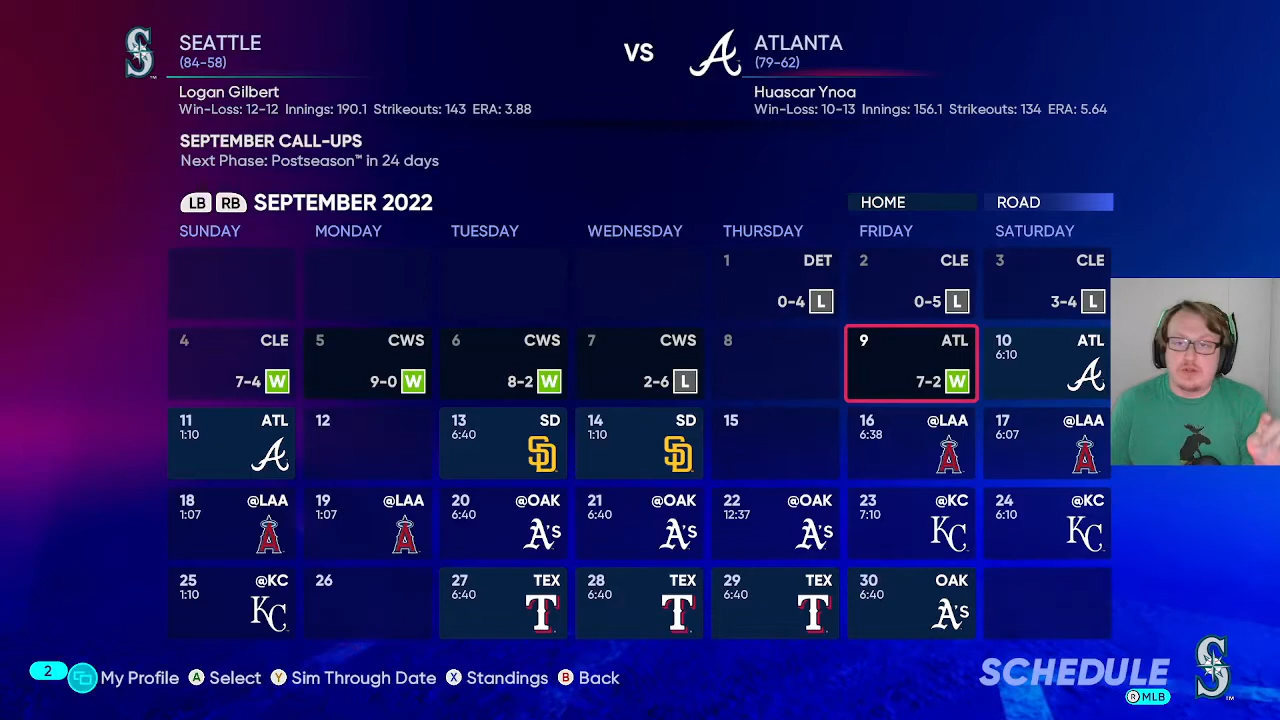 SEATTLE
(84-58)
Logan Gilbert
Win-Loss: 12-12 Innings: 190.1 Strikeouts: 143 ERA: 3.88
VS
ATLANTA
(79-62)
Huascar Ynoa
Win-Loss: 10-13 Innings: 156.1 Strikeouts: 134 ERA: 5.64
SEPTEMBER CALL-UPS
Next Phase: Postseason™ in 24 days
LB RB SEPTEMBER 2022
HOME ROAD
SUNDAY MONDAY TUESDAY WEDNESDAY THURSDAY FRIDAY SATURDAY
1 DET 2 CLE 3 CLE
0-4 L 0-5 L 3-4 L
4 CLE 5 CWS 6 CWS 7 CWS 8 9 ATL 10 ATL
6:10
7-4 W 9-0 W 8-2 W 2-6 L 7-2 W
11 ATL 12 13 SD 14 SD 15 16 @LAA 17 @LAA
1:10 6:40 1:10 6:38 6:07
18 @LAA 19 @LAA 20 @OAK 21 @OAK 22 @OAK 23 @KC 24 @KC
1:07 1:07 6:40 6:40 12:37 7:10 6:10
A's A's A's KC KC
25 @KC 26 27 TEX 28 TEX 29 TEX 30 OAK
1:10 6:40 6:40 6:40 6:40
KC T T T A's
2 My Profile A Select Y Sim Through Date X Standings B Back
SCHEDULE
R MLB